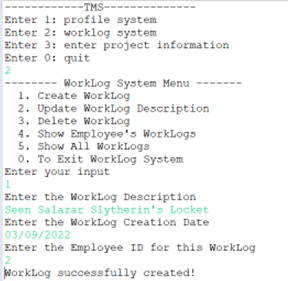 ------------TMS--------------
Enter 1: profile system
Enter 2: worklog system
Enter 3: enter project information
Enter 0: quit
2
-------- WorkLog System Menu -------
1. Create WorkLog
2. Update WorkLog Description
3. Delete WorkLog
4. Show Employee's WorkLogs
5. Show All WorkLogs
0. To Exit WorkLog System
Enter your input
1
Enter the WorkLog Description
Seen Salazar Slytherin's Locket
Enter the WorkLog Creation Date
03/09/2022
Enter the Employee ID for this WorkLog
2
WorkLog successfully created!